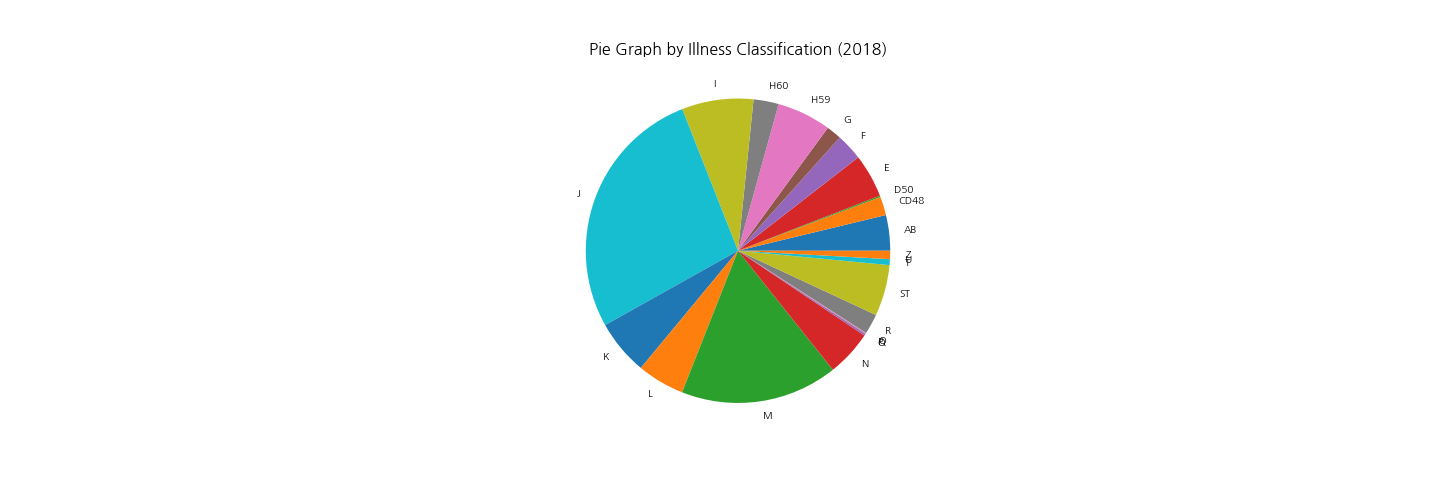 Pie Graph by Illness Classification (2018)
I
H60
H59
G
F
E
D50
CD48
AB
Z
ST
R
N
M
L
K
J